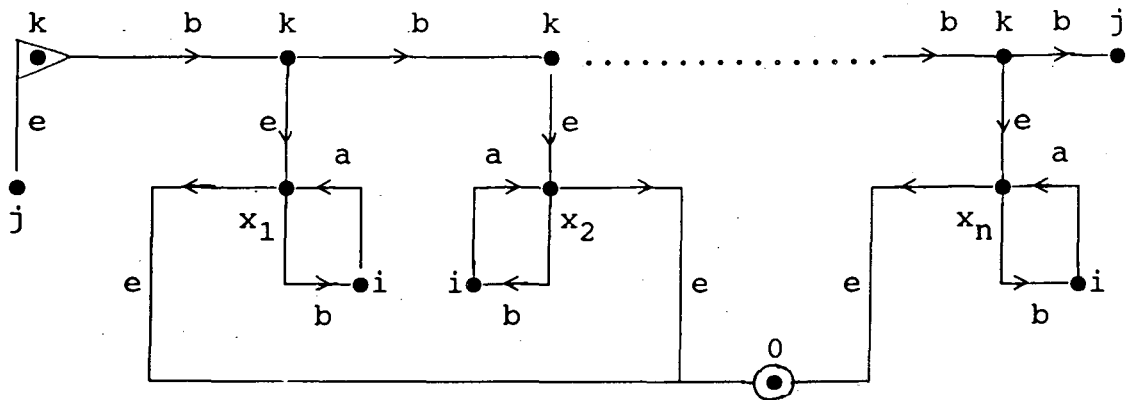 k b k b k b k b j
e e e e
a a a
j x₁ x₂ xₙ
e i i e e i
b b b
0